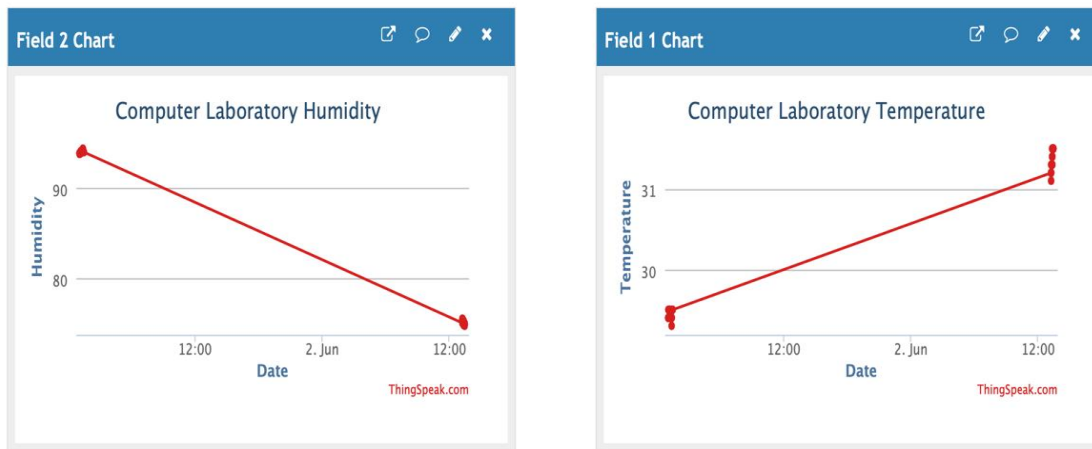 Field 2 Chart
Computer Laboratory Humidity
90
80
Humidity
12:00
2. Jun
12:00
Date
ThingSpeak.com
Field 1 Chart
Computer Laboratory Temperature
31
30
Temperature
12:00
2. Jun
12:00
Date
ThingSpeak.com